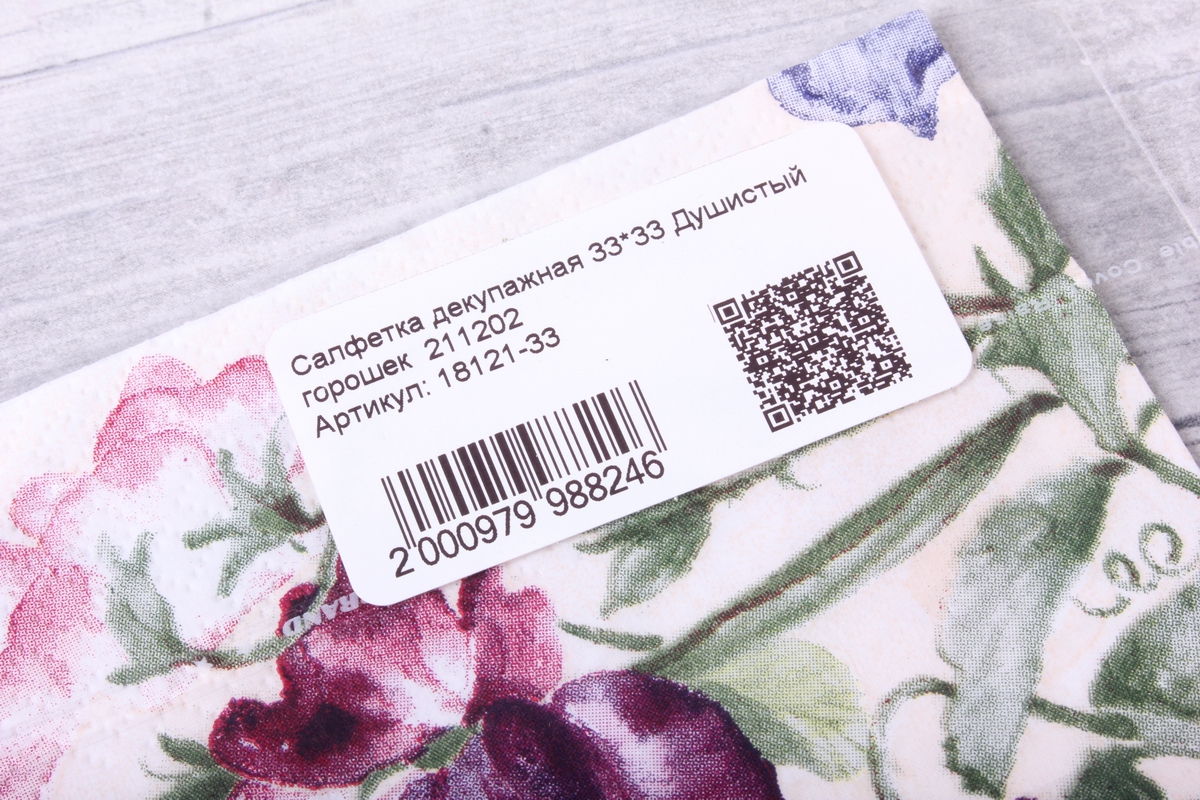 Салфетка декупажная 33*33 Душистый
горошек 211202
Артикул: 18121-33
2 000979 988246